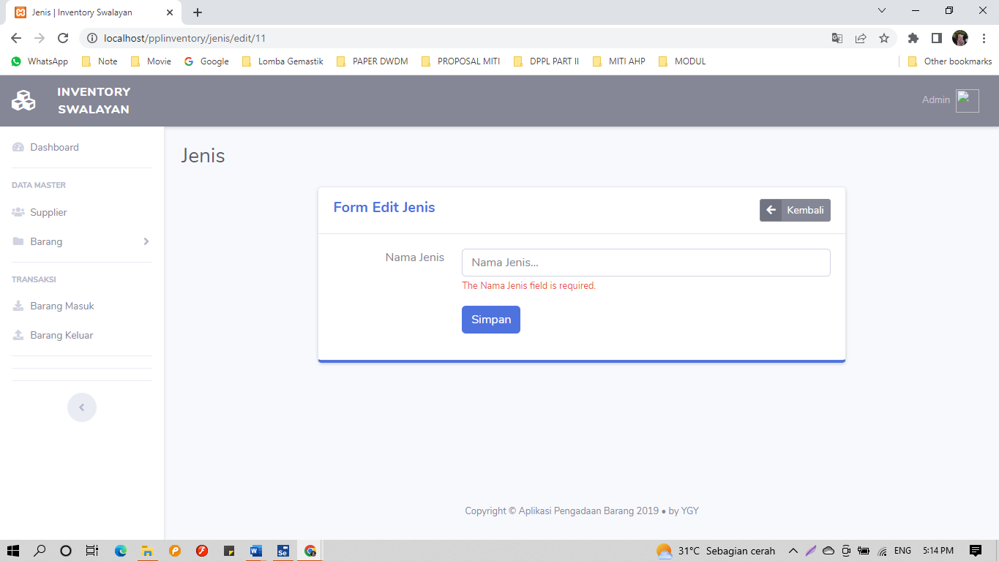 Jenis | Inventory Swalayan
localhost/pplinventory/jenis/edit/11
WhatsApp Note Movie Google Lomba Gemastik PAPER DWDM PROPOSAL MITI DPPL PART II MITI AHP MODUL Other bookmarks
INVENTORY
SWALAYAN
Admin
Dashboard
DATA MASTER
Supplier
Barang
TRANSAKSI
Barang Masuk
Barang Keluar
Jenis
Form Edit Jenis
Kembali
Nama Jenis
Nama Jenis...
The Nama Jenis field is required.
Simpan
Copyright © Aplikasi Pengadaan Barang 2019 • by YGY
31°C Sebagian cerah ENG 5:14 PM